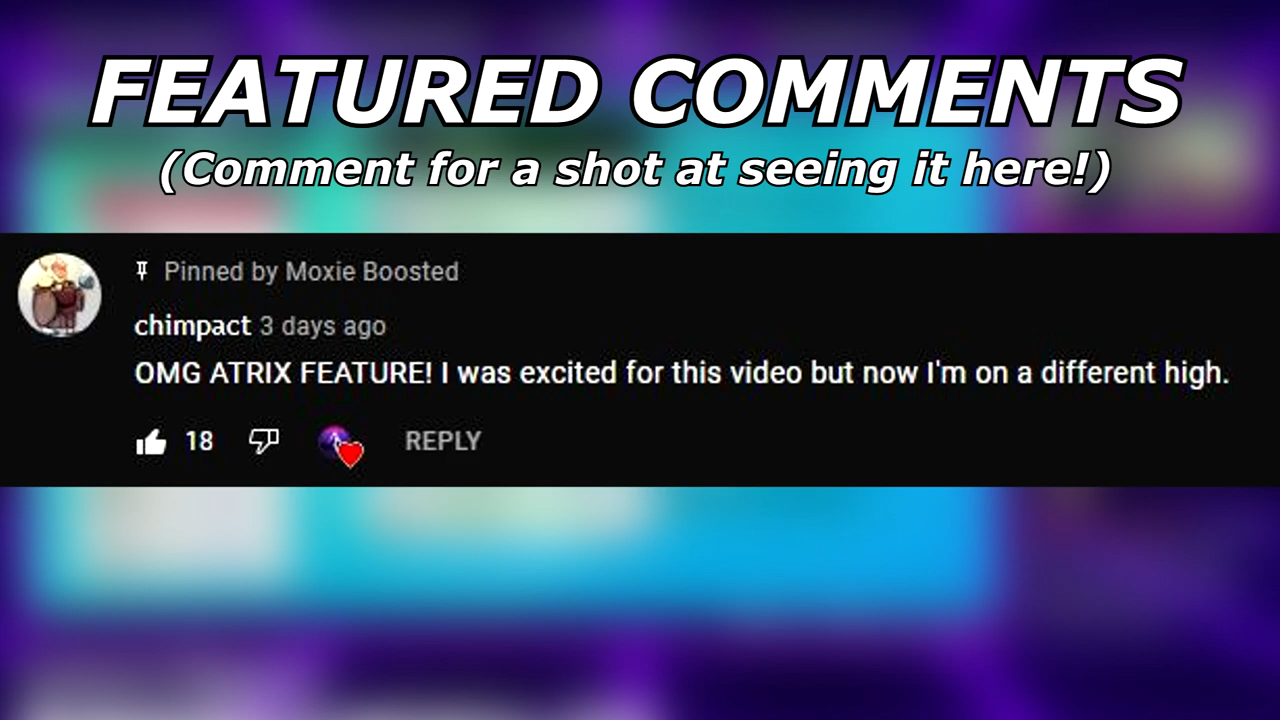 FEATURED COMMENTS
(Comment for a shot at seeing it here!)
Pinned by Moxie Boosted
chimpact 3 days ago
OMG ATRIX FEATURE! I was excited for this video but now I'm on a different high.
18 REPLY